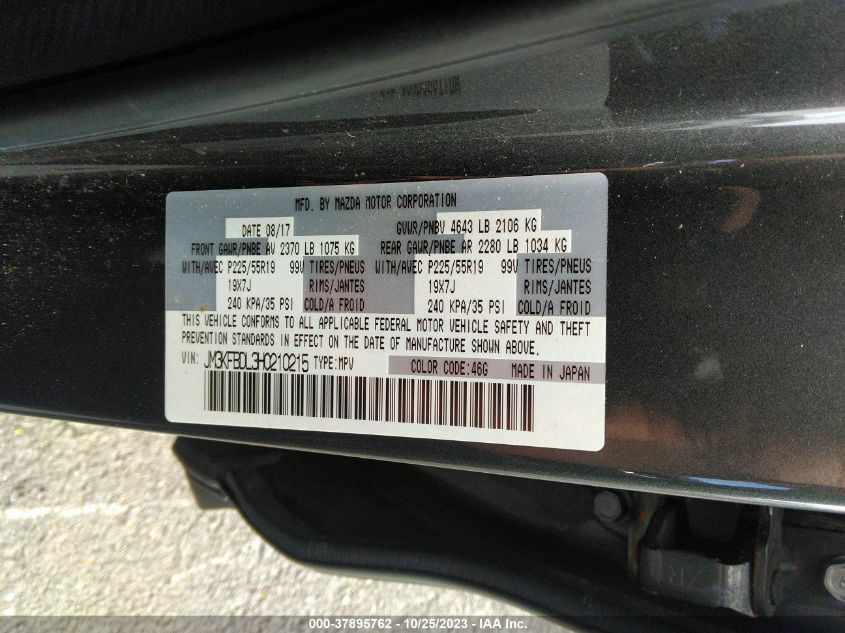 MFD. BY MAZDA MOTOR CORPORATION
DATE 08/17 GVWR/PNBV 4643 LB 2106 KG
FRONT GAWR/PNBE AV 2370 LB 1075 KG REAR GAWR/PNBE AR 2280 LB 1034 KG
WITH/AVEC P225/55R19 99V TIRES/PNEUS WITH/AVEC P225/55R19 99V TIRES/PNEUS
19X7J RIMS/JANTES 19X7J RIMS/JANTES
240 KPA/35 PSI COLD/A FROID 240 KPA/35 PSI COLD/A FROID
THIS VEHICLE CONFORMS TO ALL APPLICABLE FEDERAL MOTOR VEHICLE SAFETY AND THEFT
PREVENTION STANDARDS IN EFFECT ON THE DATE OF MANUFACTURE SHOWN ABOVE.
VIN: JM3KFBDL3H0210215 TYPE:MPV COLOR CODE:46G MADE IN JAPAN
000-37895762 - 10/25/2023 - IAA Inc.